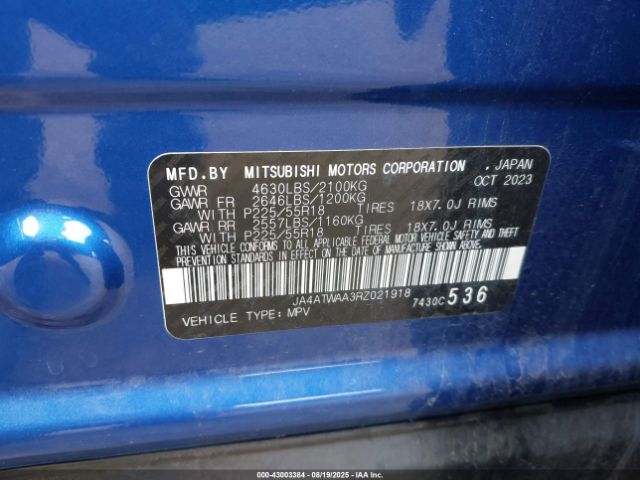 MFD.BY MITSUBISHI MOTORS CORPORATION , JAPAN
GVWR 4630LBS/2100KG OCT 2023
GAWR FR 2646LBS/1200KG
WITH P225/55R18 TIRES 18X7.0J RIMS
GAWR RR 2557LBS/1160KG
WITH P225/55R18 TIRES 18X7.0J RIMS
THIS VEHICLE CONFORMS TO ALL APPLICABLE FEDERAL MOTOR VEHICLE SAFETY AND THEFT
PREVENTION STANDARDS IN EFFECT ON THE DATE OF MANUFACTURE SHOWN ABOVE.
JA4ATWAA3RZ021918 7430C 536
VEHICLE TYPE: MPV
000-43003384 - 08/19/2025 - IAAI.COM